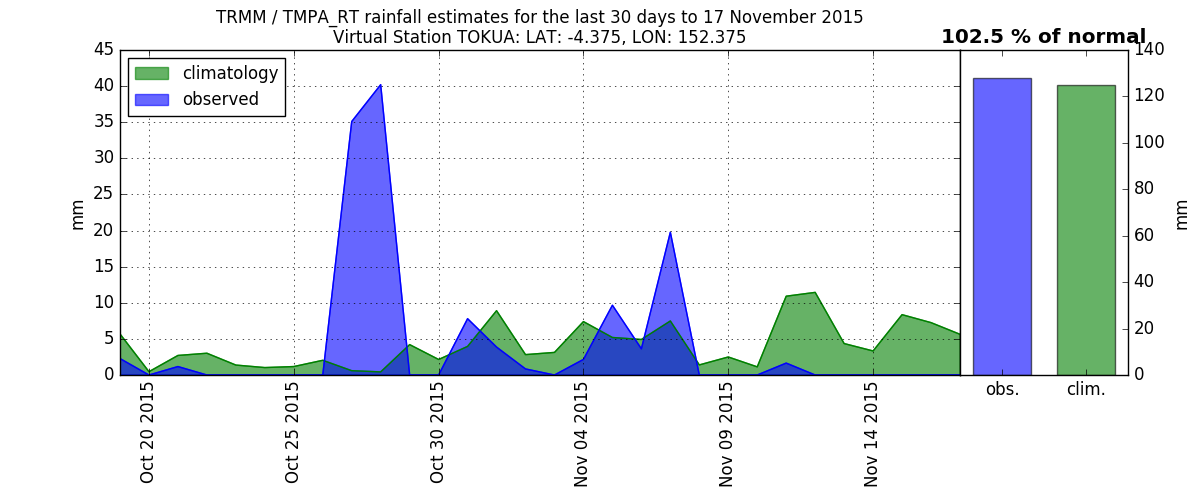 TRMM / TMPA_RT rainfall estimates for the last 30 days to 17 November 2015
Virtual Station TOKUA: LAT: -4.375, LON: 152.375
102.5 % of normal
climatology
observed
mm
45
40
35
30
25
20
15
10
5
0
Oct 20 2015
Oct 25 2015
Oct 30 2015
Nov 04 2015
Nov 09 2015
Nov 14 2015
140
120
100
80
60
40
20
0
mm
obs.
clim.